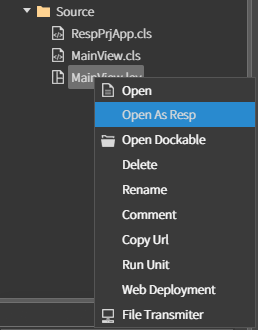 Source
RespPrjApp.cls
MainView.cls
MainView.lay
Open
Open As Resp
Open Dockable
Delete
Rename
Comment
Copy Url
Run Unit
Web Deployment
File Transmiter